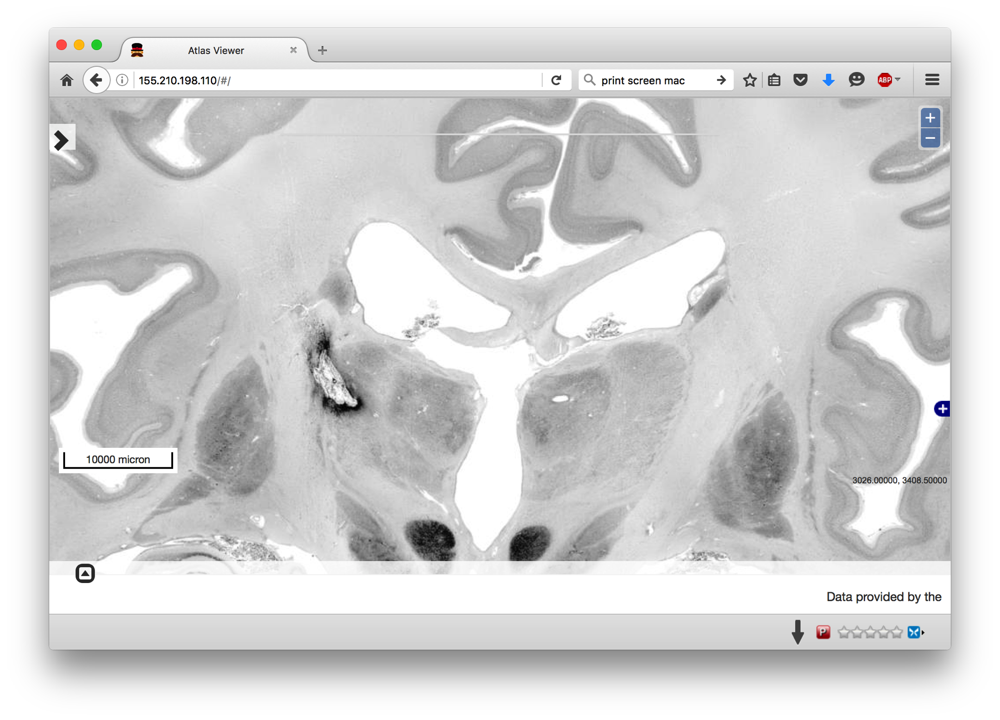 Atlas Viewer
155.210.198.110/#/
print screen mac
ABP
10000 micron
3026.00000, 3408.50000
Data provided by the
P